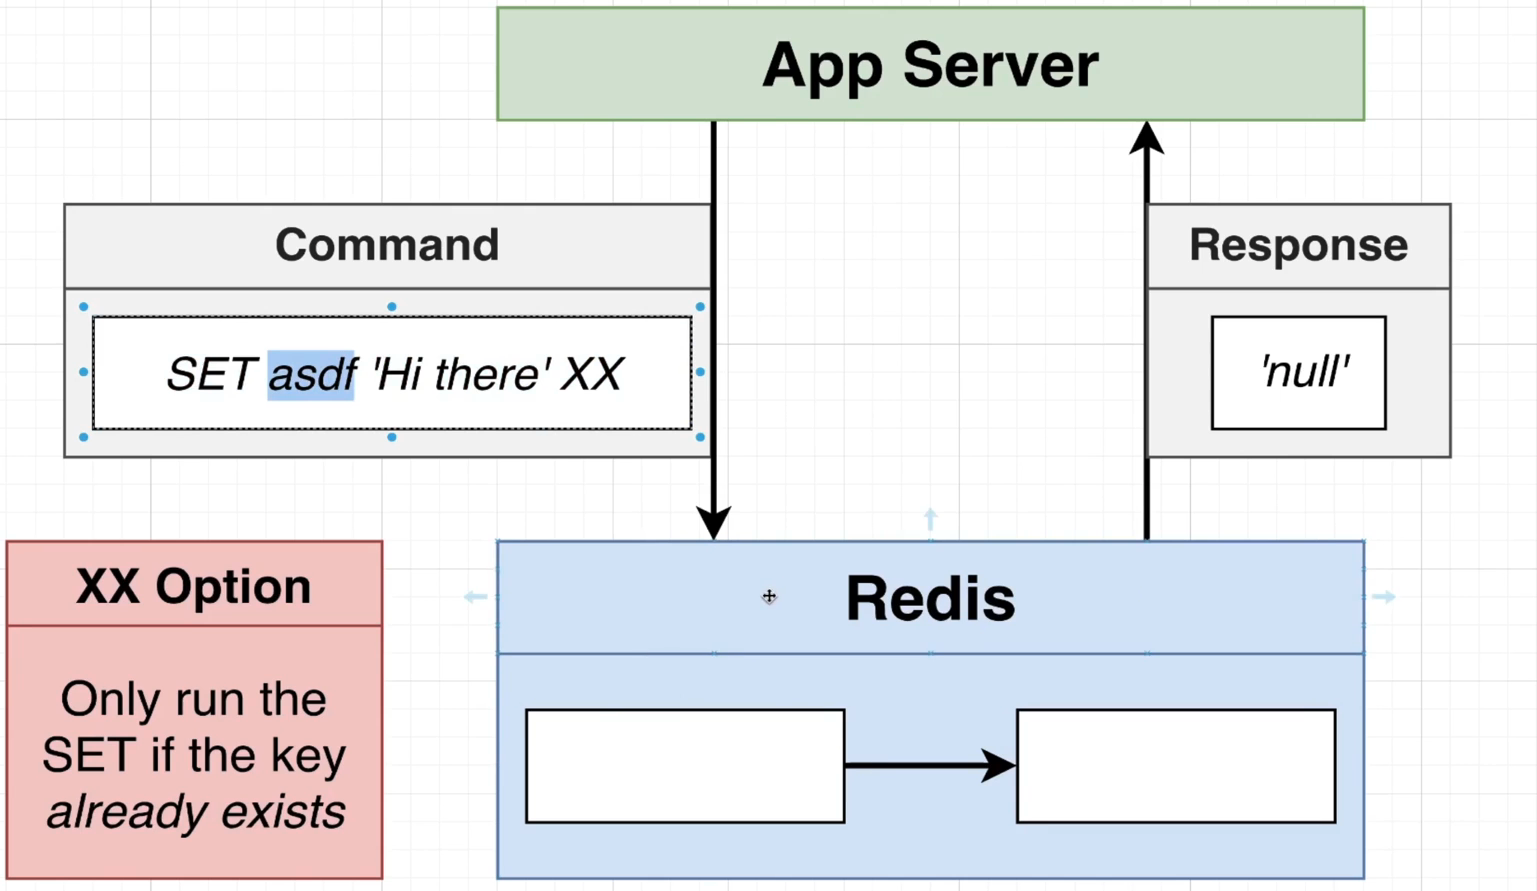 App Server
Command
SET asdf 'Hi there' XX
Response
'null'
XX Option
Only run the
SET if the key
already exists
Redis